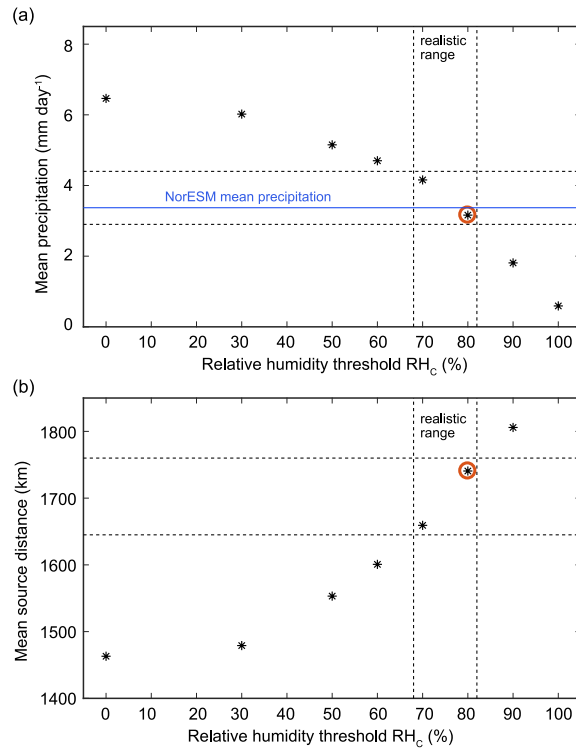 (a)
realistic
range
8
6
4
2
0
Mean precipitation (mm day⁻¹)
NorESM mean precipitation
0 10 20 30 40 50 60 70 80 90 100
Relative humidity threshold RH_C (%)
(b)
realistic
range
1800
1700
1600
1500
1400
Mean source distance (km)
0 10 20 30 40 50 60 70 80 90 100
Relative humidity threshold RH_C (%)